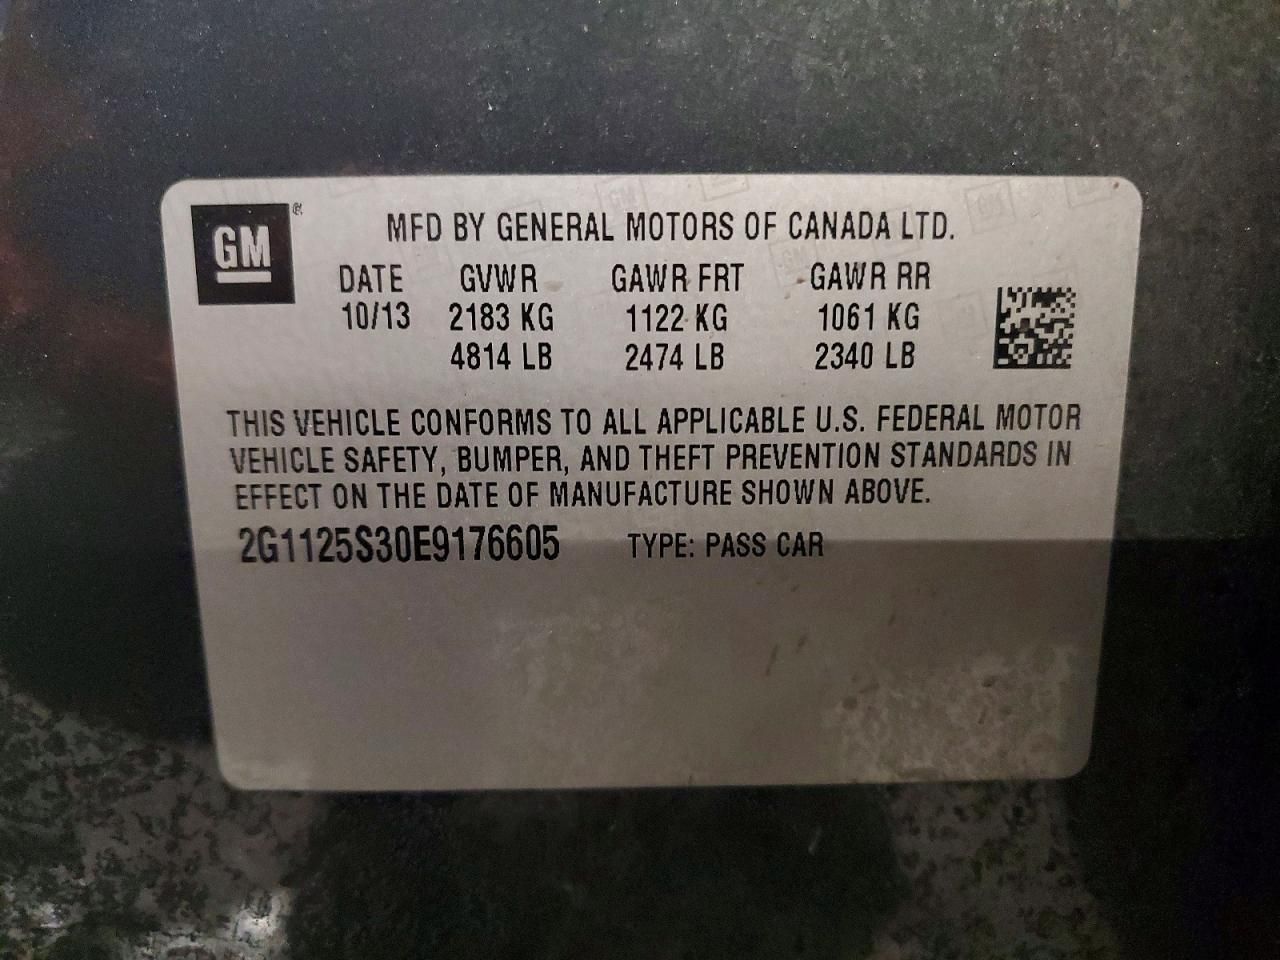 GM
MFD BY GENERAL MOTORS OF CANADA LTD.
DATE GVWR GAWR FRT GAWR RR
10/13 2183 KG 1122 KG 1061 KG
4814 LB 2474 LB 2340 LB
THIS VEHICLE CONFORMS TO ALL APPLICABLE U.S. FEDERAL MOTOR
VEHICLE SAFETY, BUMPER, AND THEFT PREVENTION STANDARDS IN
EFFECT ON THE DATE OF MANUFACTURE SHOWN ABOVE.
2G1125S30E9176605 TYPE: PASS CAR